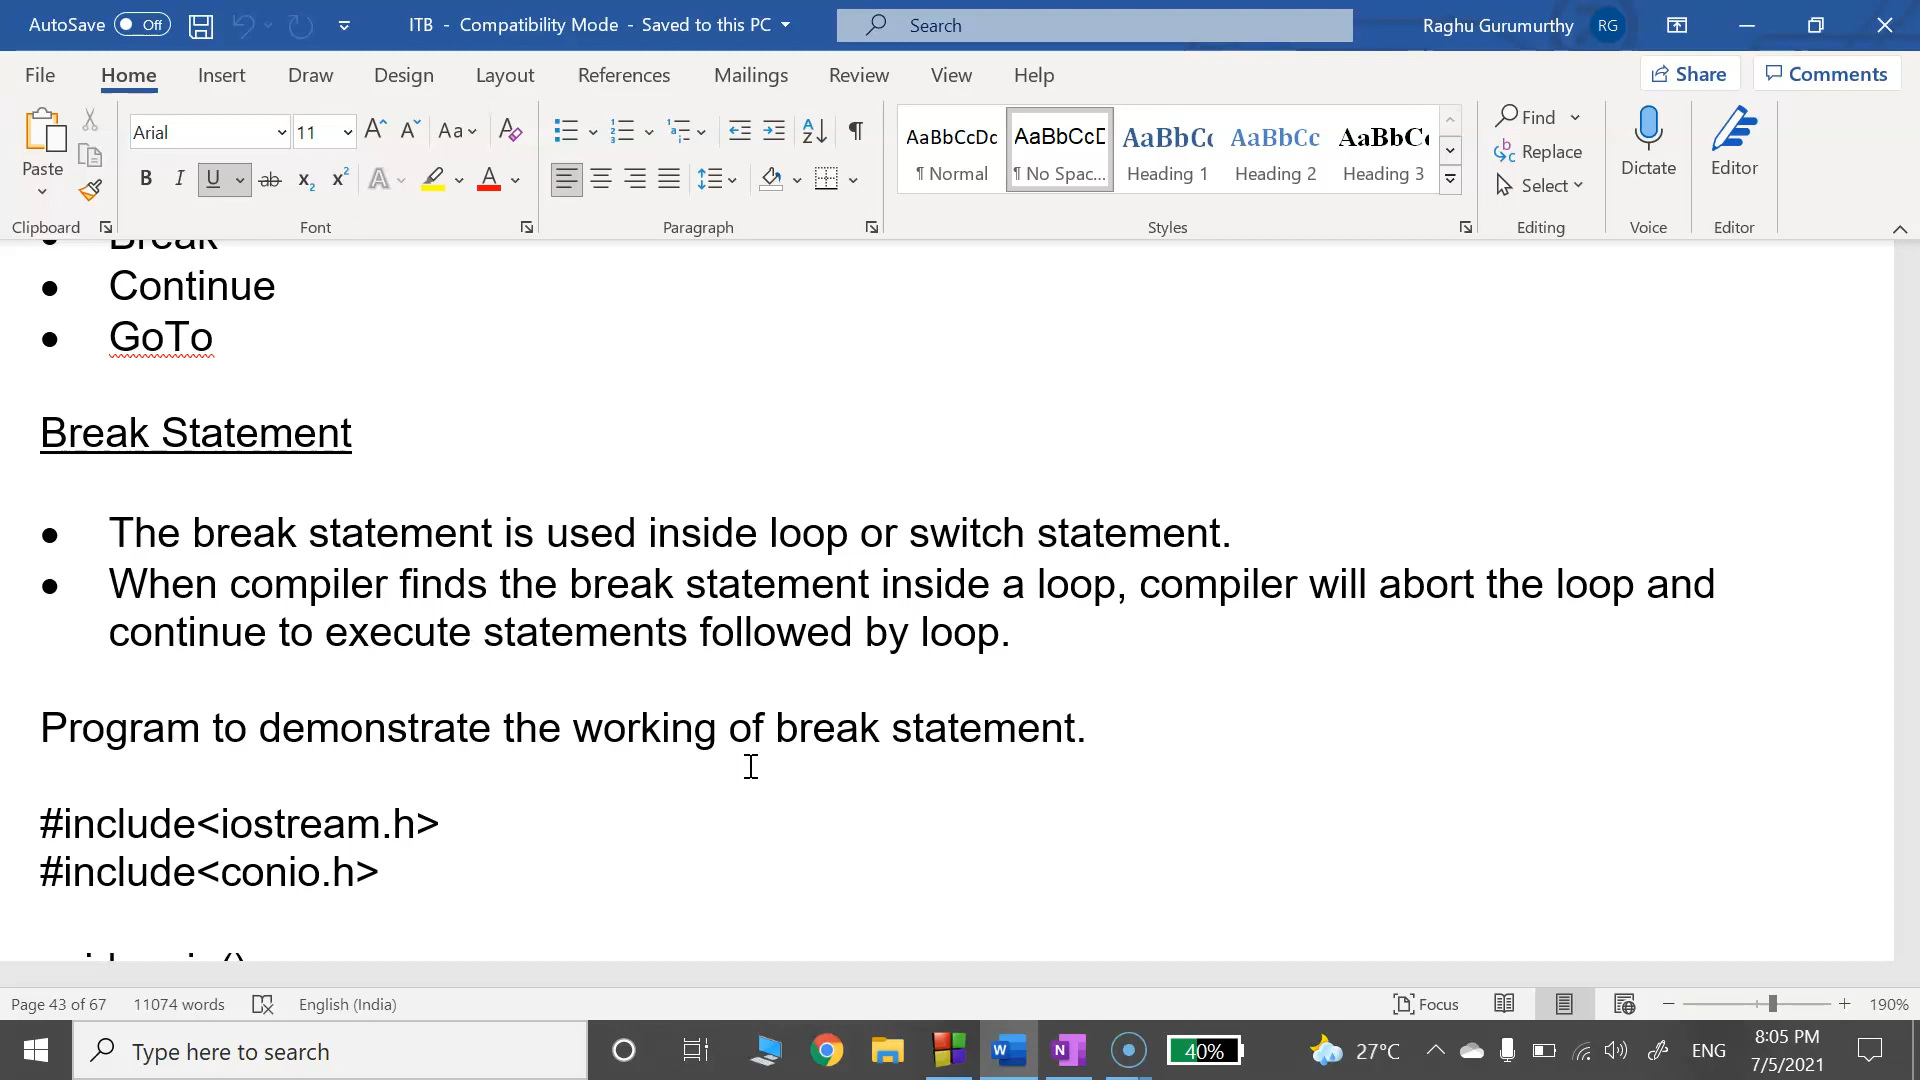 AutoSave Off ITB - Compatibility Mode - Saved to this PC Search Raghu Gurumurthy RG
File Home Insert Draw Design Layout References Mailings Review View Help Share Comments
Paste
Clipboard
Arial 11
Aa
B I U ab x2 x2 A A
Font
Paragraph
AaBbCcDc AaBbCcD AaBbCc AaBbCc AaBbCc
¶ Normal ¶ No Spac... Heading 1 Heading 2 Heading 3
Styles
Find
Replace
Select
Editing
Dictate
Voice
Editor
Editor
Break
• Continue
• GoTo
Break Statement
• The break statement is used inside loop or switch statement.
• When compiler finds the break statement inside a loop, compiler will abort the loop and
continue to execute statements followed by loop.
Program to demonstrate the working of break statement.
#include<iostream.h>
#include<conio.h>
Page 43 of 67 11074 words English (India) Focus 190%
Type here to search 40% 27°C ENG 8:05 PM
7/5/2021